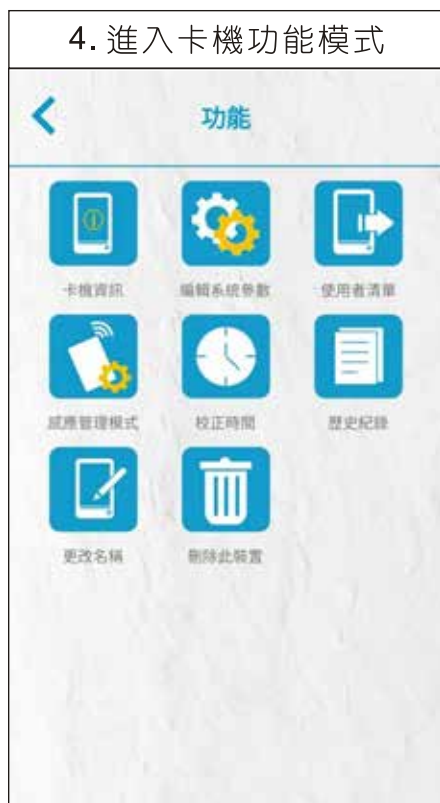 4. 進入卡機功能模式
功能
卡機資訊 編輯系統參數 使用者清單
感應管理模式 校正時間 歷史紀錄
更改名稱 刪除此裝置